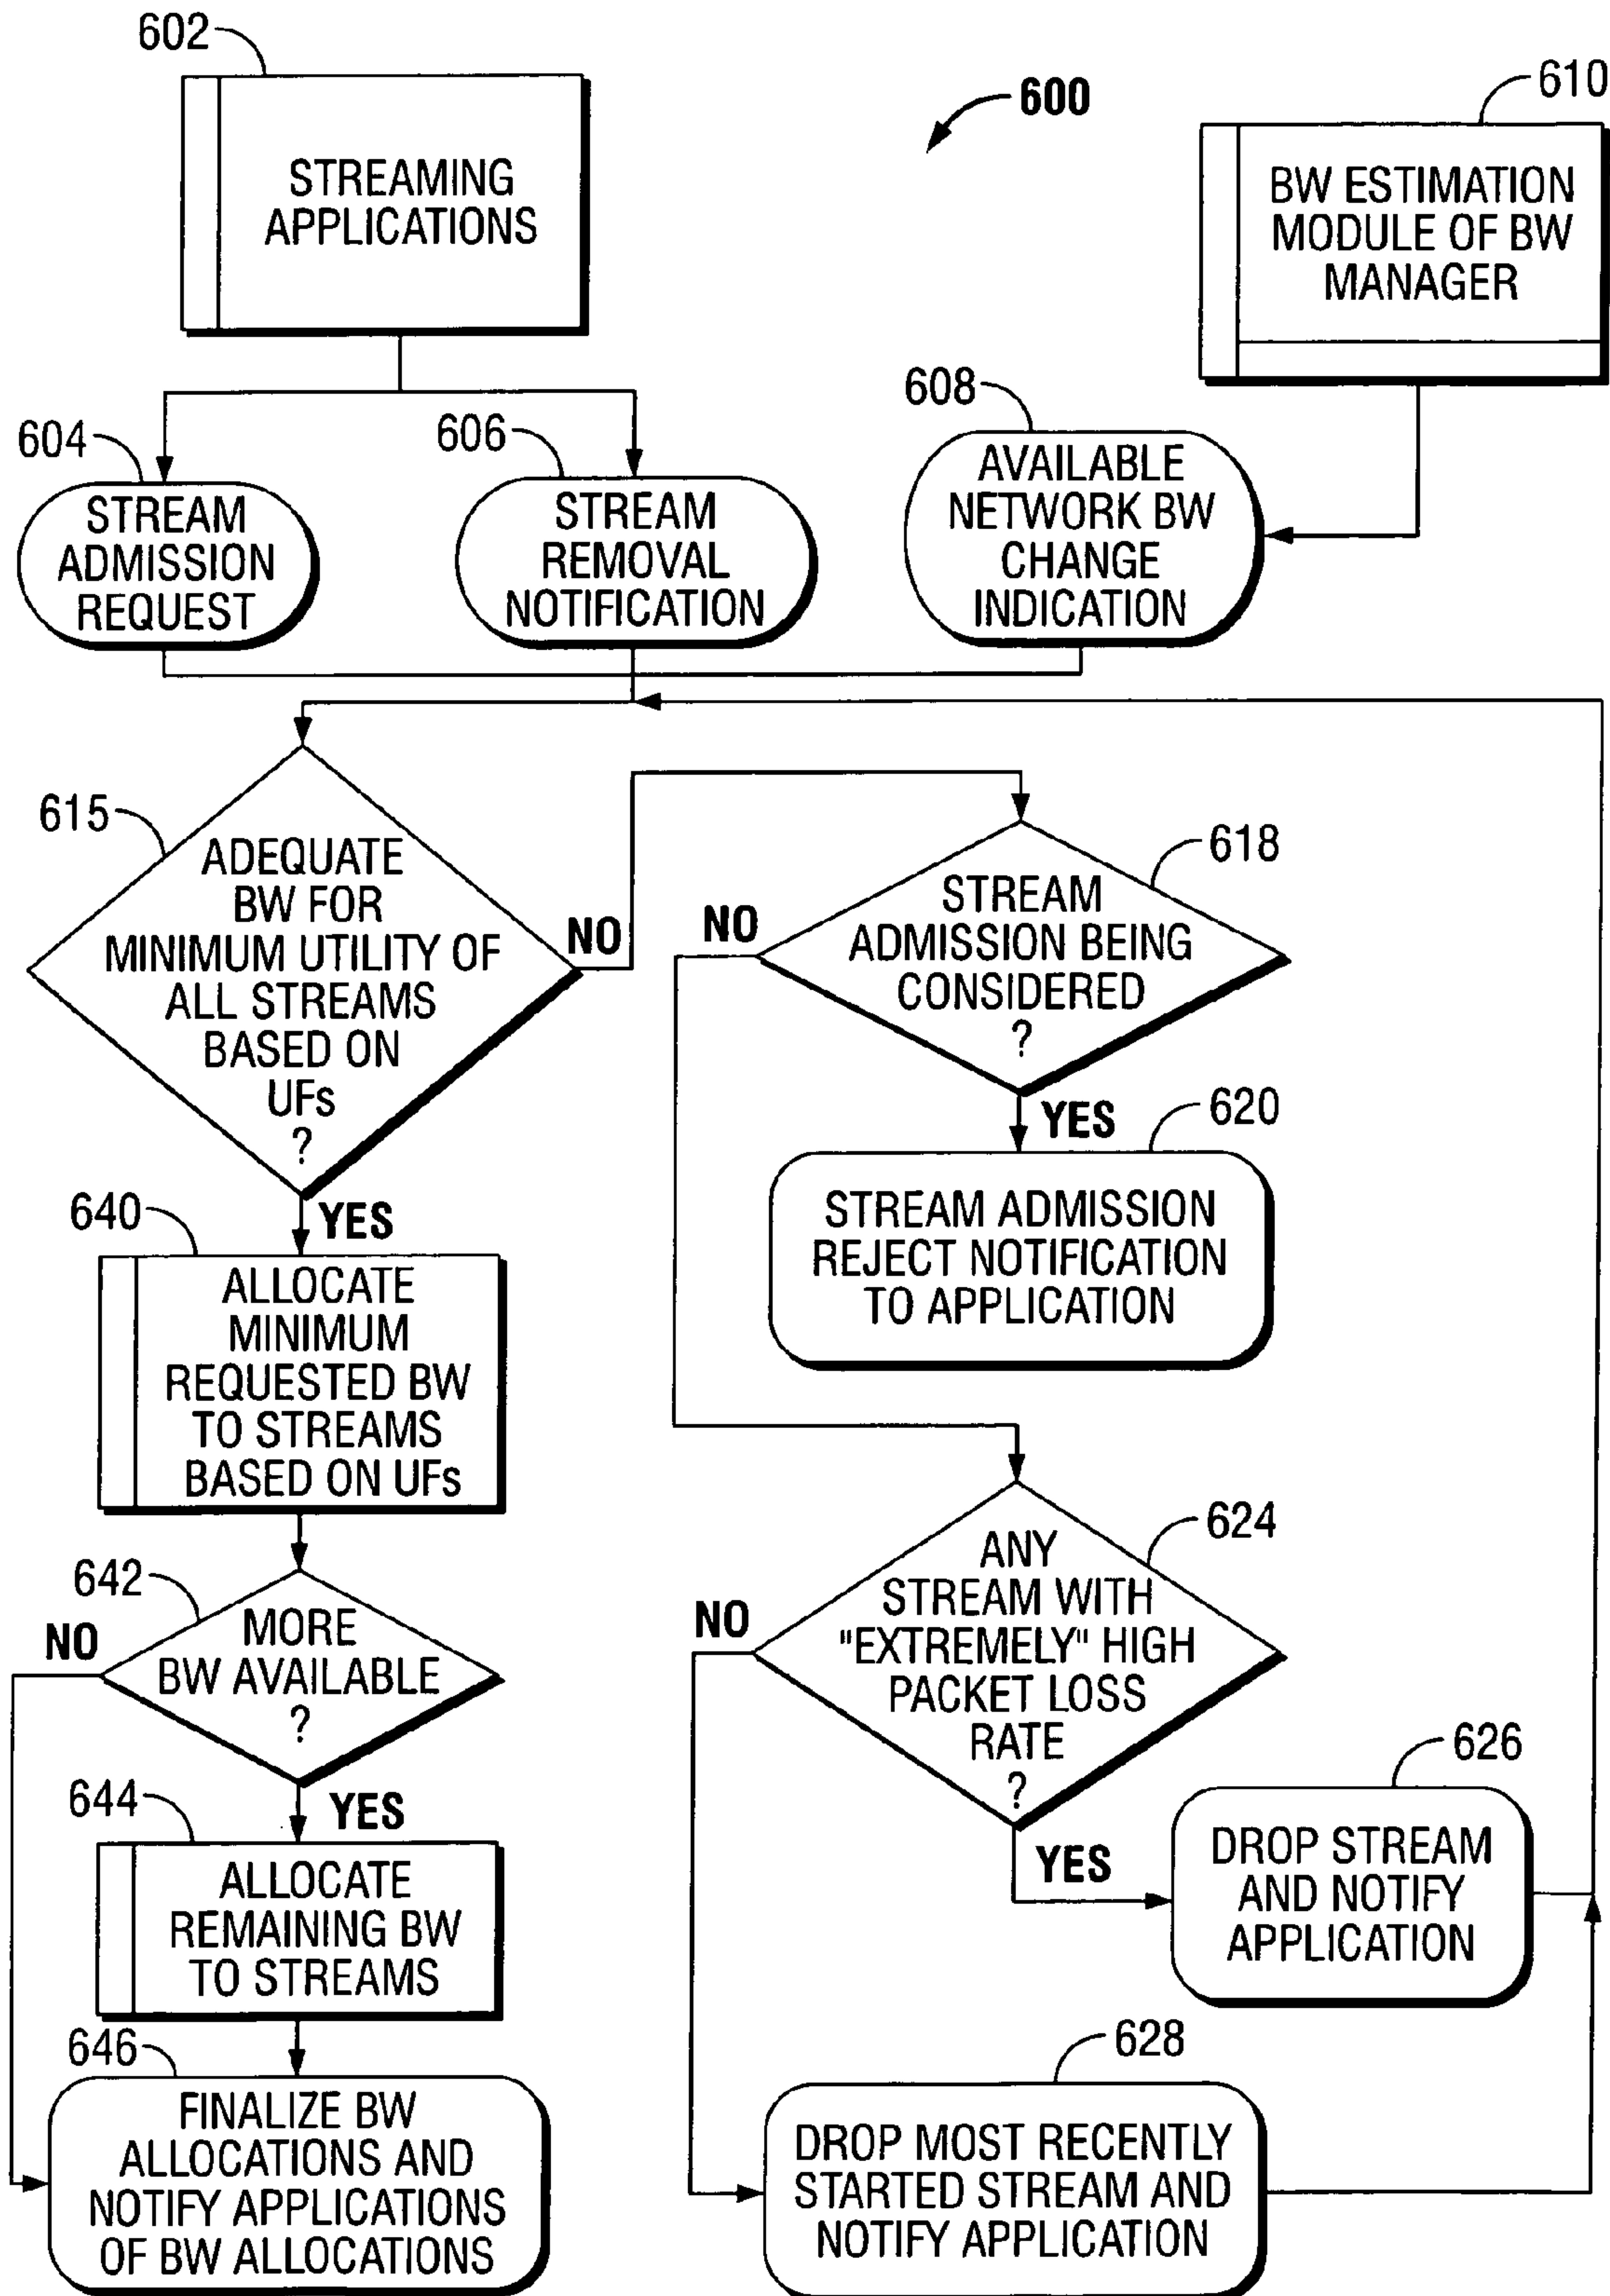 602
STREAMING
APPLICATIONS
600
610
BW ESTIMATION
MODULE OF BW
MANAGER
604
STREAM
ADMISSION
REQUEST
606
STREAM
REMOVAL
NOTIFICATION
608
AVAILABLE
NETWORK BW
CHANGE
INDICATION
615
ADEQUATE
BW FOR
MINIMUM UTILITY OF
ALL STREAMS
BASED ON
UFs
?
NO
YES
618
STREAM
ADMISSION BEING
CONSIDERED
?
NO
YES
620
STREAM ADMISSION
REJECT NOTIFICATION
TO APPLICATION
640
ALLOCATE
MINIMUM
REQUESTED BW
TO STREAMS
BASED ON UFs
624
ANY
STREAM WITH
"EXTREMELY" HIGH
PACKET LOSS
RATE
?
NO
YES
642
MORE
BW AVAILABLE
?
NO
YES
626
DROP STREAM
AND NOTIFY
APPLICATION
644
ALLOCATE
REMAINING BW
TO STREAMS
646
FINALIZE BW
ALLOCATIONS AND
NOTIFY APPLICATIONS
OF BW ALLOCATIONS
628
DROP MOST RECENTLY
STARTED STREAM AND
NOTIFY APPLICATION